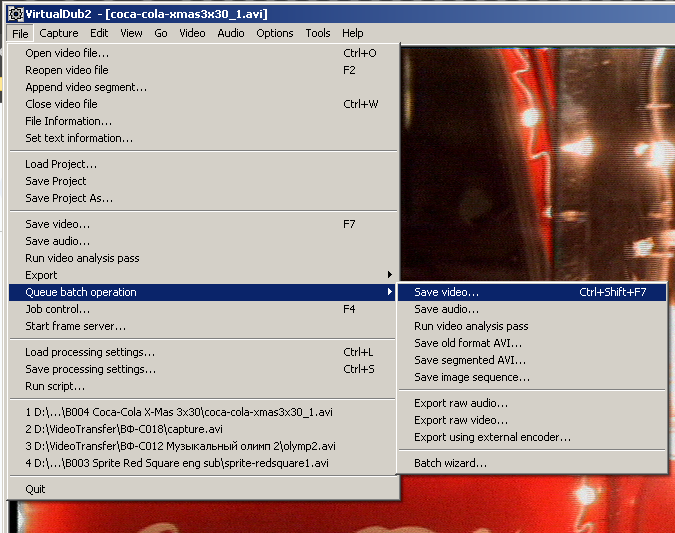 VirtualDub2 - [coca-cola-xmas3x30_1.avi]
File Capture Edit View Go Video Audio Options Tools Help
Open video file... Ctrl+O
Reopen video file F2
Append video segment...
Close video file Ctrl+W
File Information...
Set text information...
Load Project...
Save Project
Save Project As...
Save video... F7
Save audio...
Run video analysis pass
Export
Queue batch operation
Job control... F4
Start frame server...
Load processing settings... Ctrl+L
Save processing settings... Ctrl+S
Run script...
1 D:\...\B004 Coca-Cola X-Mas 3x30\coca-cola-xmas3x30_1.avi
2 D:\VideoTransfer\ВФ-С018\capture.avi
3 D:\VideoTransfer\ВФ-С012 Музыкальный олимп 2\olymp2.avi
4 D:\...\B003 Sprite Red Square eng sub\sprite-redsquare1.avi
Quit
Save video... Ctrl+Shift+F7
Save audio...
Run video analysis pass
Save old format AVI...
Save segmented AVI...
Save image sequence...
Export raw audio...
Export raw video...
Export using external encoder...
Batch wizard...